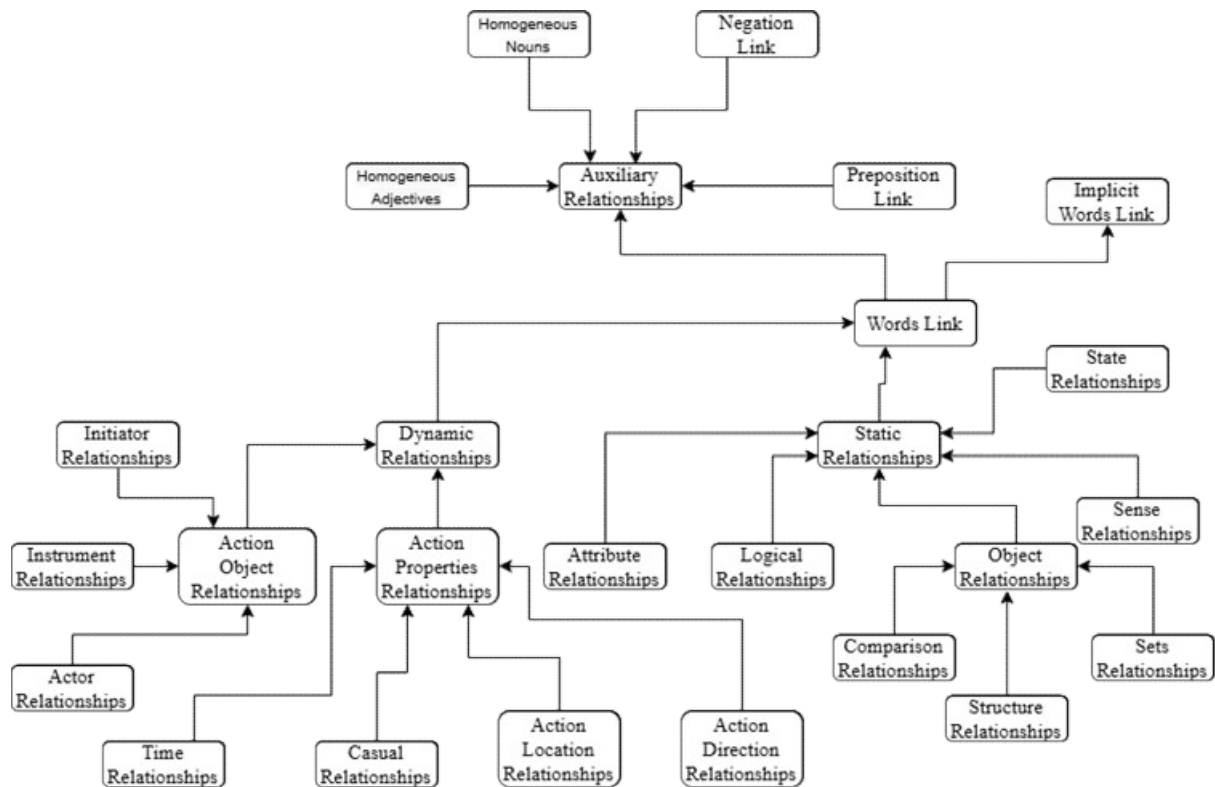 Homogeneous
Nouns
Negation
Link
Homogeneous
Adjectives
Auxiliary
Relationships
Preposition
Link
Implicit
Words Link
Words Link
State
Relationships
Initiator
Relationships
Dynamic
Relationships
Static
Relationships
Sense
Relationships
Instrument
Relationships
Action
Object
Relationships
Action
Properties
Relationships
Attribute
Relationships
Logical
Relationships
Object
Relationships
Actor
Relationships
Comparison
Relationships
Sets
Relationships
Structure
Relationships
Time
Relationships
Casual
Relationships
Action
Location
Relationships
Action
Direction
Relationships